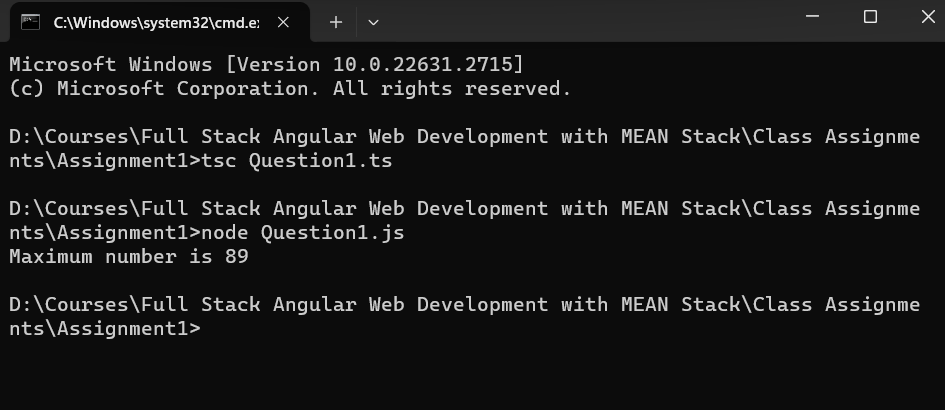 C:\Windows\system32\cmd.e:
Microsoft Windows [Version 10.0.22631.2715]
(c) Microsoft Corporation. All rights reserved.
D:\Courses\Full Stack Angular Web Development with MEAN Stack\Class Assignme
nts\Assignment1>tsc Question1.ts
D:\Courses\Full Stack Angular Web Development with MEAN Stack\Class Assignme
nts\Assignment1>node Question1.js
Maximum number is 89
D:\Courses\Full Stack Angular Web Development with MEAN Stack\Class Assignme
nts\Assignment1>